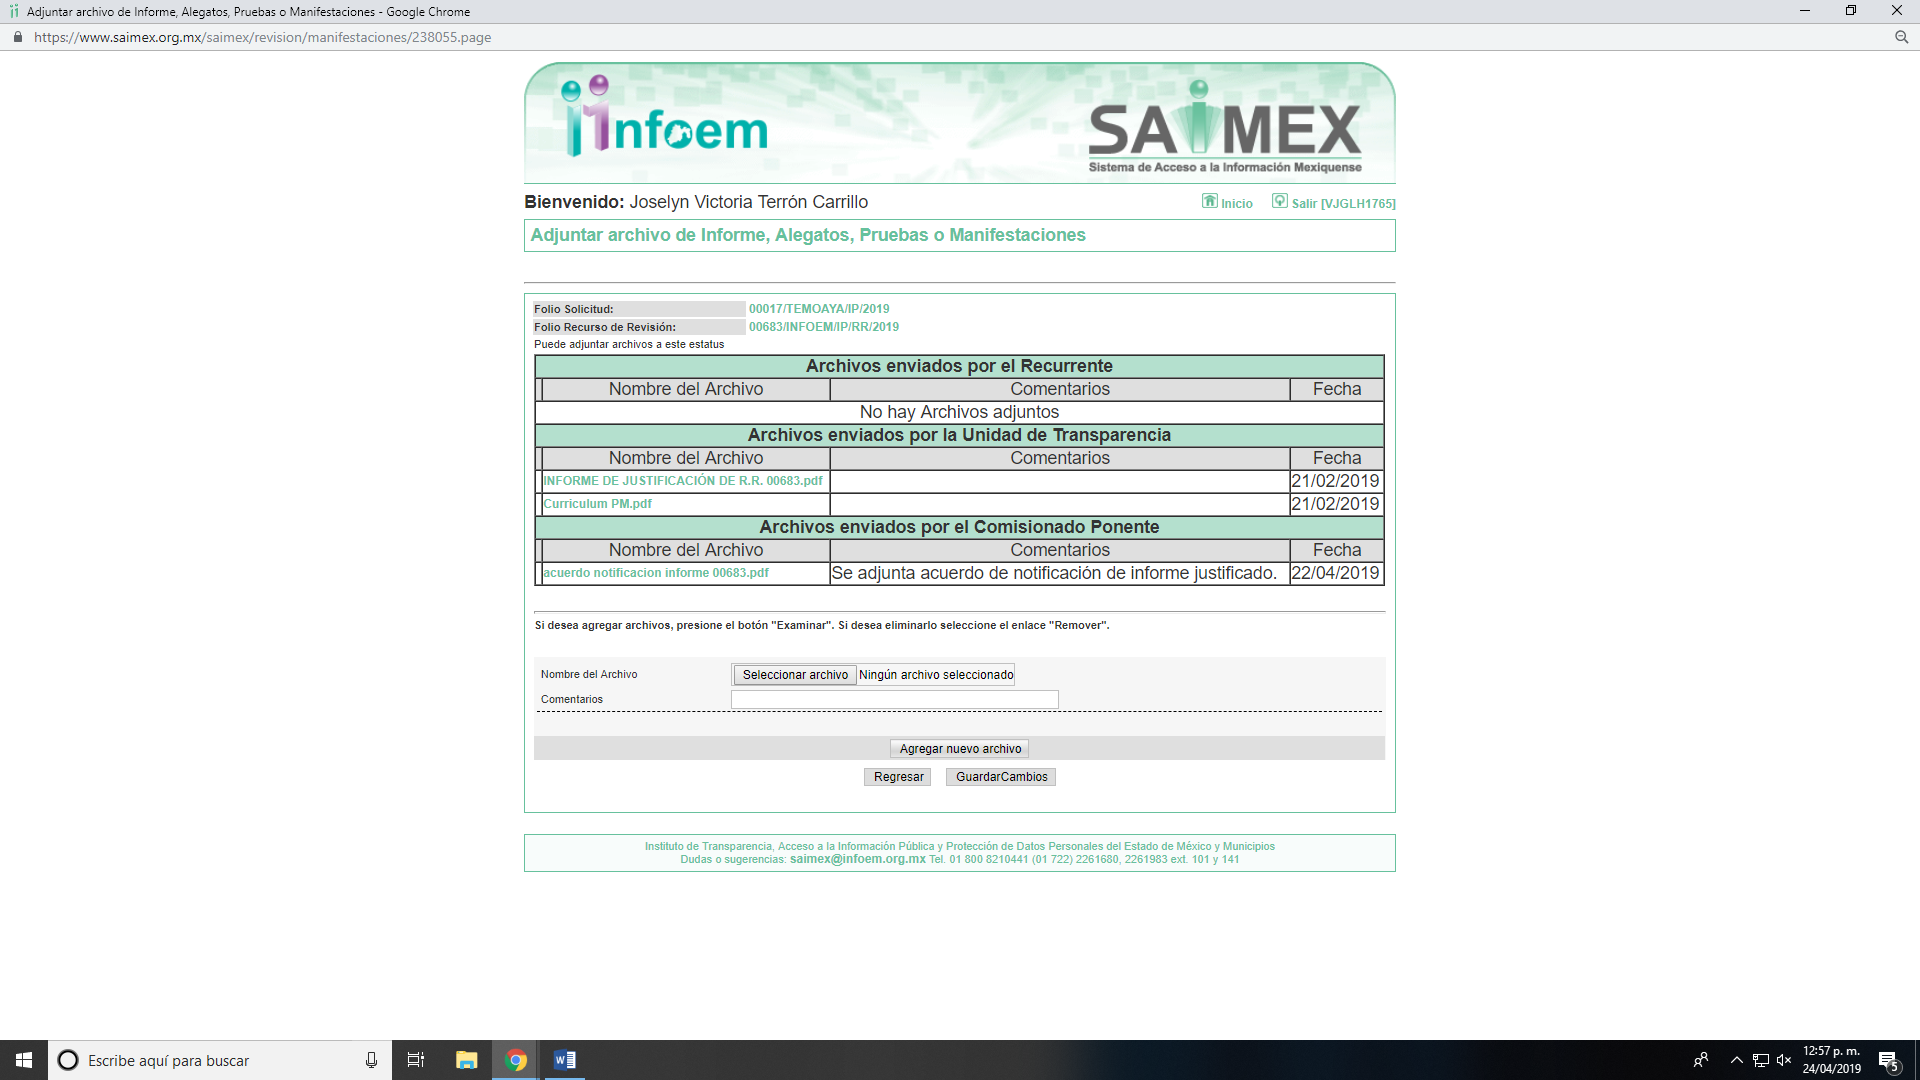 Adjuntar archivo de Informe, Alegatos, Pruebas o Manifestaciones - Google Chrome
https://www.saimex.org.mx/saimex/revision/manifestaciones/238055.page
infoem
SAIMEX
Sistema de Acceso a la Información Mexiquense
Bienvenido: Joselyn Victoria Terrón Carrillo
Inicio Salir [VJGLH1765]
Adjuntar archivo de Informe, Alegatos, Pruebas o Manifestaciones
Folio Solicitud: 00017/TEMOAYA/IP/2019
Folio Recurso de Revisión: 00683/INFOEM/IP/RR/2019
Puede adjuntar archivos a este estatus
Archivos enviados por el Recurrente
Nombre del Archivo Comentarios Fecha
No hay Archivos adjuntos
Archivos enviados por la Unidad de Transparencia
Nombre del Archivo Comentarios Fecha
INFORME DE JUSTIFICACIÓN DE R.R. 00683.pdf 21/02/2019
Curriculum PM.pdf 21/02/2019
Archivos enviados por el Comisionado Ponente
Nombre del Archivo Comentarios Fecha
acuerdo notificacion informe 00683.pdf Se adjunta acuerdo de notificación de informe justificado. 22/04/2019
Si desea agregar archivos, presione el botón "Examinar". Si desea eliminarlo seleccione el enlace "Remover".
Nombre del Archivo Seleccionar archivo Ningún archivo seleccionado
Comentarios
Agregar nuevo archivo
Regresar GuardarCambios
Instituto de Transparencia, Acceso a la Información Pública y Protección de Datos Personales del Estado de México y Municipios
Dudas o sugerencias: saimex@infoem.org.mx Tel. 01 800 8210441 (01 722) 2261680, 2261983 ext. 101 y 141
Escribe aquí para buscar
12:57 p. m.
24/04/2019
5